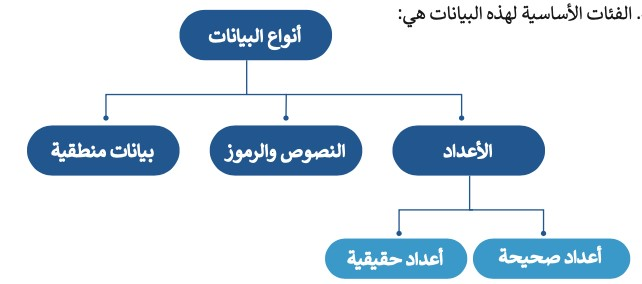 . الفئات الأساسية لهذه البيانات هي:
أنواع البيانات
الأعداد
النصوص والرموز
بيانات منطقية
أعداد صحيحة
أعداد حقيقية